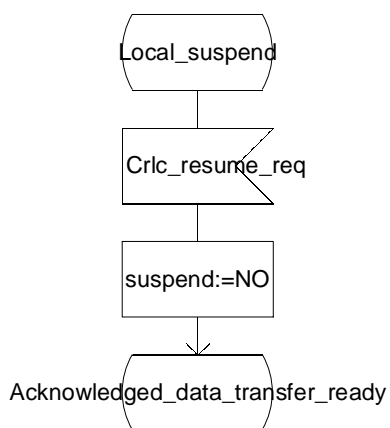 Local_suspend
Crlc_resume_req
suspend:=NO
Acknowledged_data_transfer_ready